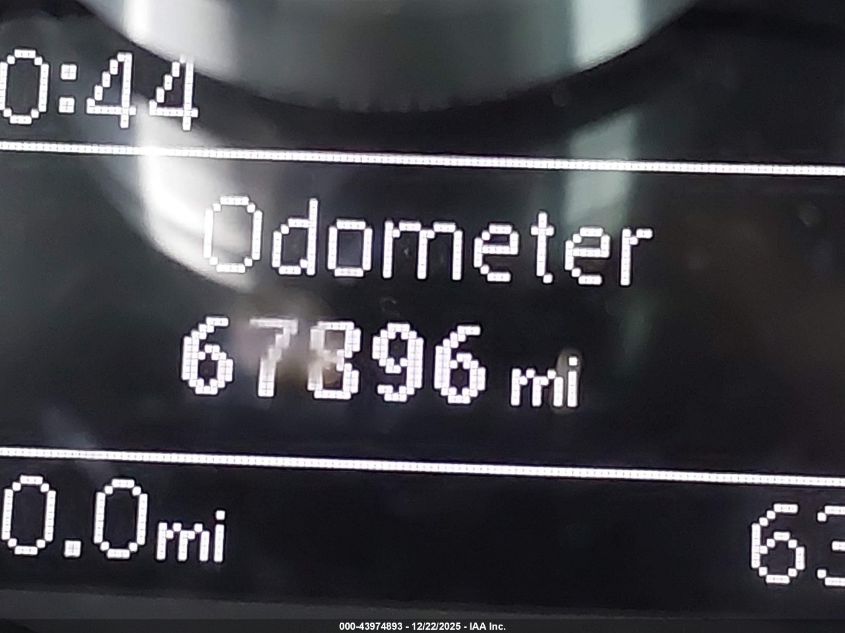 0:44
Odometer
67896 mi
0.0mi 63
000-43974893 - 12/22/2025 - IAA Inc.